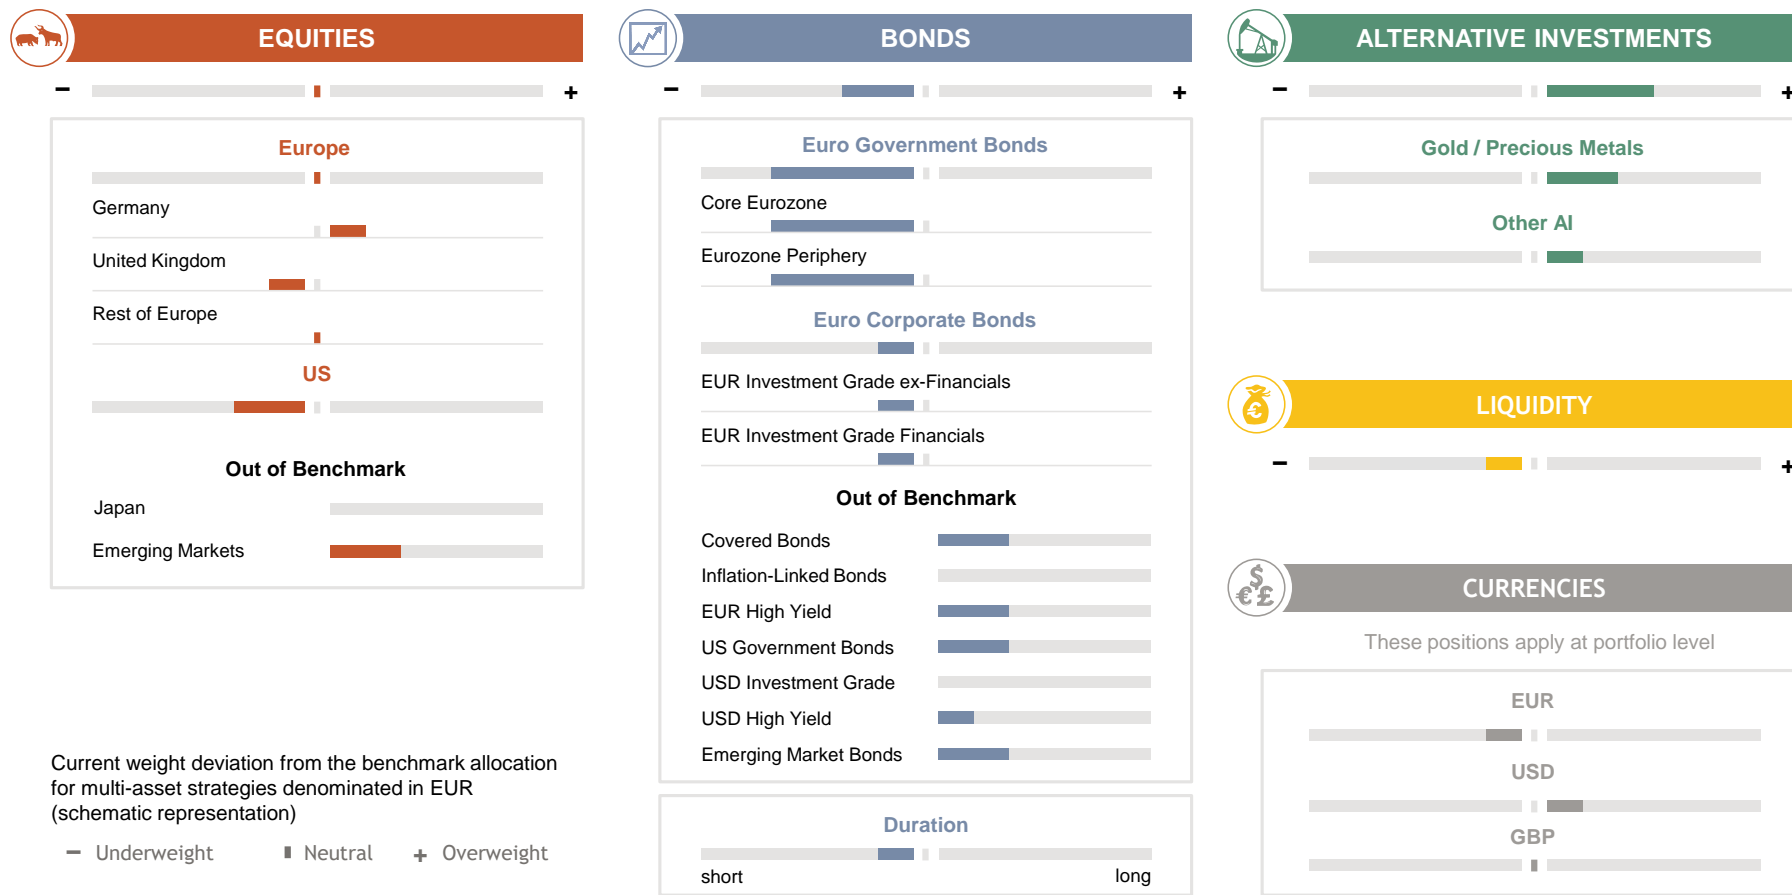 EQUITIES
− +
Europe
Germany
United Kingdom
Rest of Europe
US
Out of Benchmark
Japan
Emerging Markets
Current weight deviation from the benchmark allocation
for multi-asset strategies denominated in EUR
(schematic representation)
− Underweight Neutral + Overweight
BONDS
− +
Euro Government Bonds
Core Eurozone
Eurozone Periphery
Euro Corporate Bonds
EUR Investment Grade ex-Financials
EUR Investment Grade Financials
Out of Benchmark
Covered Bonds
Inflation-Linked Bonds
EUR High Yield
US Government Bonds
USD Investment Grade
USD High Yield
Emerging Market Bonds
Duration
short long
ALTERNATIVE INVESTMENTS
− +
Gold / Precious Metals
Other AI
€
LIQUIDITY
− +
$
€£
CURRENCIES
These positions apply at portfolio level
EUR
USD
GBP